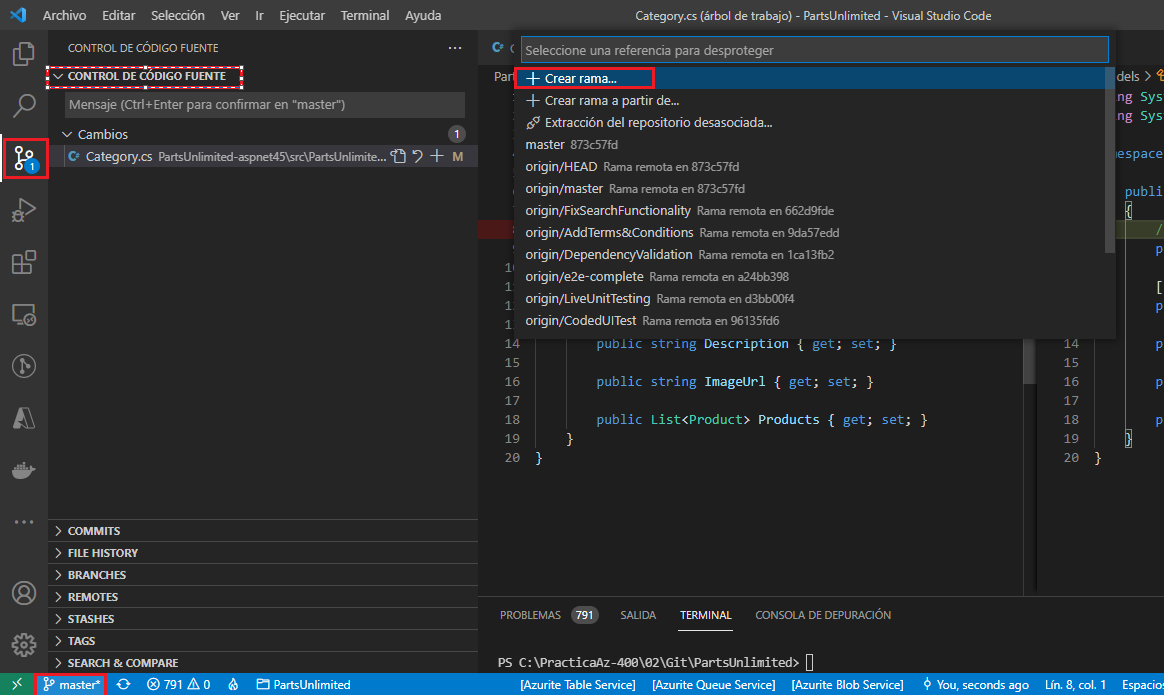 Archivo Editar Selección Ver Ir Ejecutar Terminal Ayuda Category.cs (árbol de trabajo) - PartsUnlimited - Visual Studio Code
CONTROL DE CÓDIGO FUENTE
CONTROL DE CÓDIGO FUENTE
Mensaje (Ctrl+Enter para confirmar en "master")
Cambios 1
C# Category.cs PartsUnlimited-aspnet45\src\PartsUnlimite... M
1
COMMITS
FILE HISTORY
BRANCHES
REMOTES
STASHES
TAGS
SEARCH & COMPARE
Seleccione una referencia para desproteger
Crear rama...
Crear rama a partir de...
Extracción del repositorio desasociada...
master 873c57fd
origin/HEAD Rama remota en 873c57fd
origin/master Rama remota en 873c57fd
origin/FixSearchFunctionality Rama remota en 662d9fde
origin/AddTerms&Conditions Rama remota en 9da57edd
origin/DependencyValidation Rama remota en 1ca13fb2
origin/e2e-complete Rama remota en a24bb398
origin/LiveUnitTesting Rama remota en d3bb00f4
origin/CodedUITest Rama remota en 96135fd6
14 public string Description { get; set; }
15
16 public string ImageUrl { get; set; }
17
18 public List<Product> Products { get; set; }
19 }
20 }
dels >
ng Sys
ng Sys
espace
publi
{
/
p
[
p
14 p
15
16 p
17
18 p
19 }
20 }
PROBLEMAS 791 SALIDA TERMINAL CONSOLA DE DEPURACIÓN
PS C:\PracticaAz-400\02\Git\PartsUnlimited>
master* 791 0 PartsUnlimited [Azurite Table Service] [Azurite Queue Service] [Azurite Blob Service] You, seconds ago Lín. 8, col. 1 Espacios